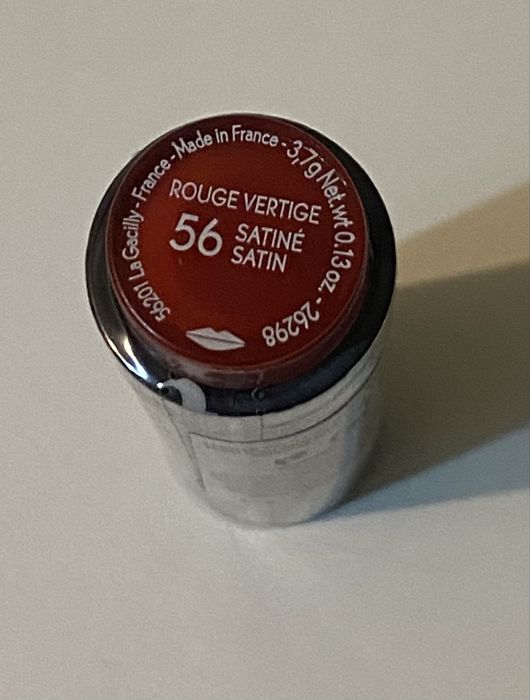 ROUGE VERTIGE
56 SATINÉ
SATIN
56201 La Gacilly - France - Made in France - 3,7g Net.wt 0.13 oz. - 26298